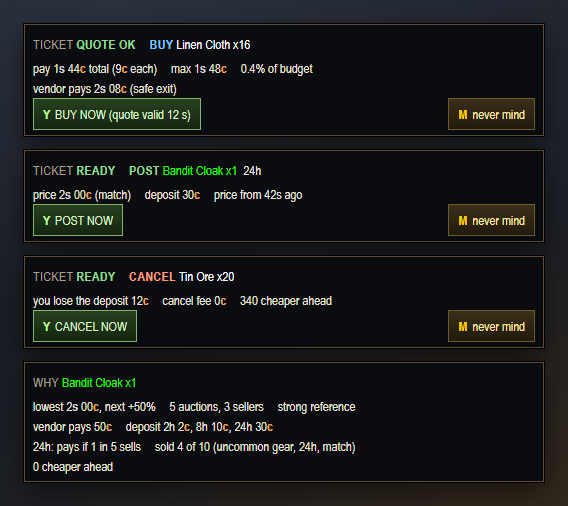 TICKET QUOTE OK BUY Linen Cloth x16
pay 1s 44c total (9c each) max 1s 48c 0.4% of budget
vendor pays 2s 08c (safe exit)
Y BUY NOW (quote valid 12 s) M never mind
TICKET READY POST Bandit Cloak x1 24h
price 2s 00c (match) deposit 30c price from 42s ago
Y POST NOW M never mind
TICKET READY CANCEL Tin Ore x20
you lose the deposit 12c cancel fee 0c 340 cheaper ahead
Y CANCEL NOW M never mind
WHY Bandit Cloak x1
lowest 2s 00c, next +50% 5 auctions, 3 sellers strong reference
vendor pays 50c deposit 2h 2c, 8h 10c, 24h 30c
24h: pays if 1 in 5 sells sold 4 of 10 (uncommon gear, 24h, match)
0 cheaper ahead